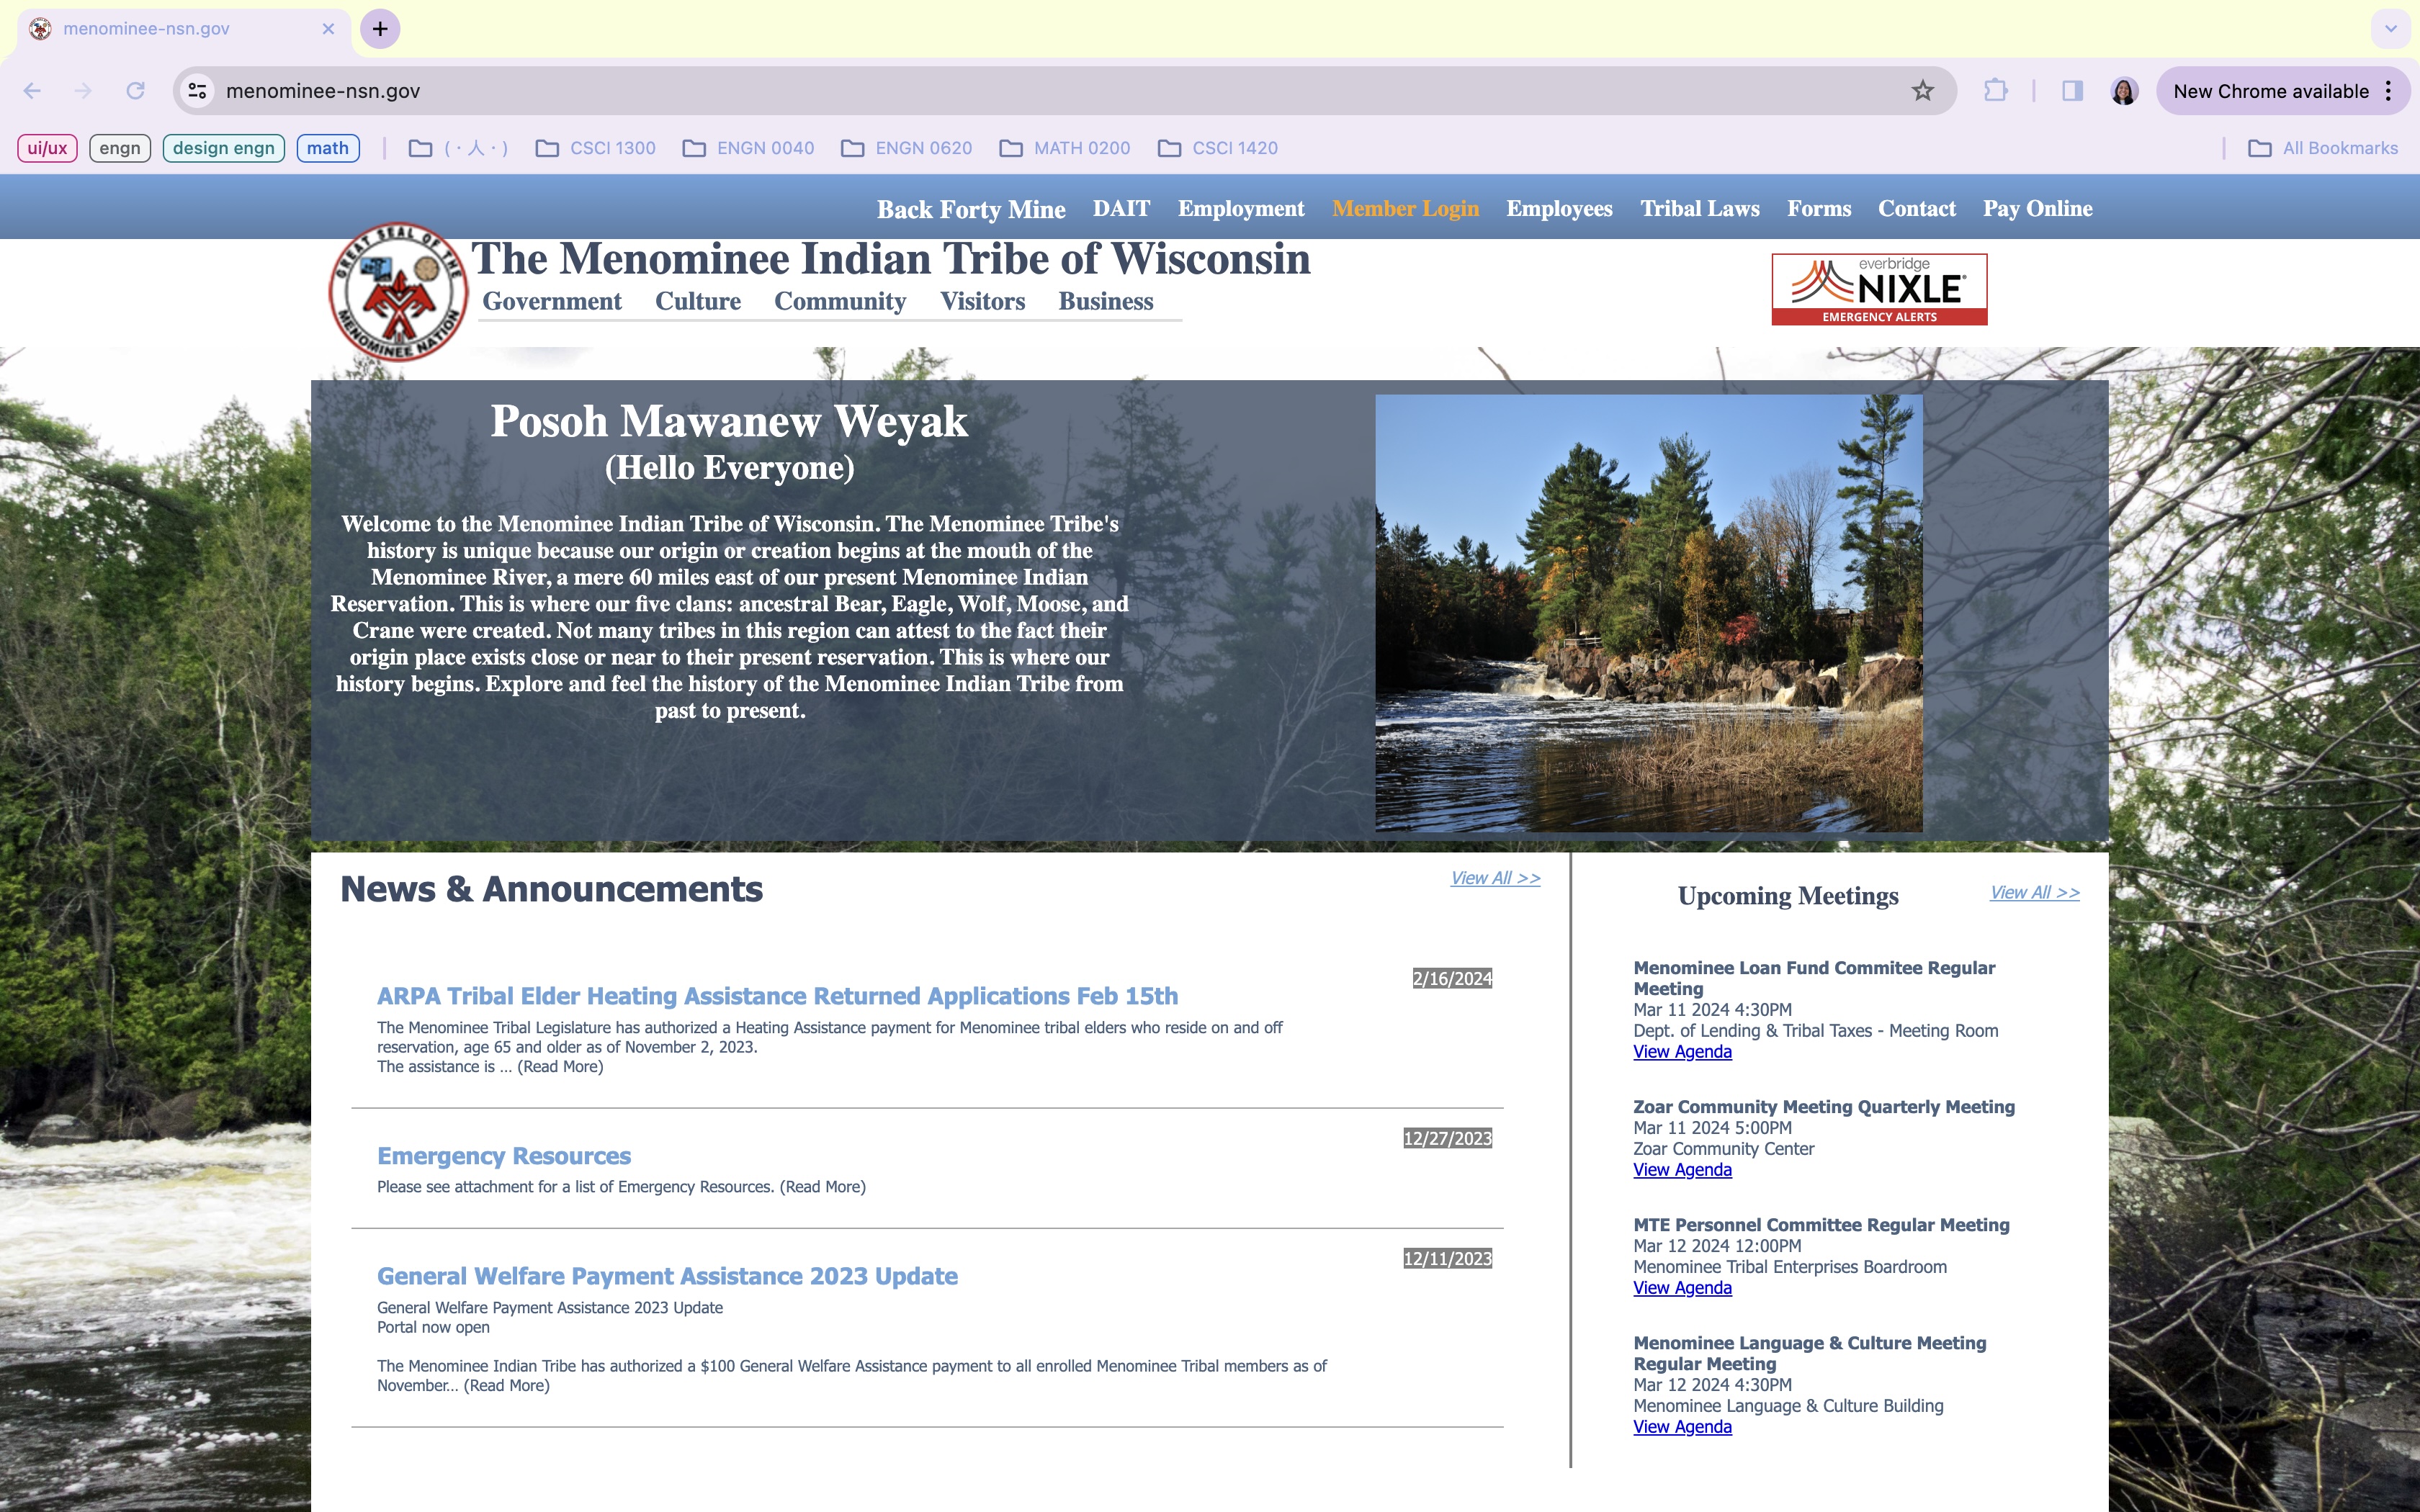 menominee-nsn.gov
menominee-nsn.gov
New Chrome available
ui/ux engn design engn math (・人・) CSCI 1300 ENGN 0040 ENGN 0620 MATH 0200 CSCI 1420 All Bookmarks
Back Forty Mine DAIT Employment Member Login Employees Tribal Laws Forms Contact Pay Online
GREAT SEAL OF THE MENOMINEE NATION
The Menominee Indian Tribe of Wisconsin
Government Culture Community Visitors Business
everbridge
NIXLE®
EMERGENCY ALERTS
Posoh Mawanew Weyak
(Hello Everyone)
Welcome to the Menominee Indian Tribe of Wisconsin. The Menominee Tribe's
history is unique because our origin or creation begins at the mouth of the
Menominee River, a mere 60 miles east of our present Menominee Indian
Reservation. This is where our five clans: ancestral Bear, Eagle, Wolf, Moose, and
Crane were created. Not many tribes in this region can attest to the fact their
origin place exists close or near to their present reservation. This is where our
history begins. Explore and feel the history of the Menominee Indian Tribe from
past to present.
News & Announcements
View All >>
2/16/2024
ARPA Tribal Elder Heating Assistance Returned Applications Feb 15th
The Menominee Tribal Legislature has authorized a Heating Assistance payment for Menominee tribal elders who reside on and off
reservation, age 65 and older as of November 2, 2023.
The assistance is ... (Read More)
12/27/2023
Emergency Resources
Please see attachment for a list of Emergency Resources. (Read More)
12/11/2023
General Welfare Payment Assistance 2023 Update
General Welfare Payment Assistance 2023 Update
Portal now open
The Menominee Indian Tribe has authorized a $100 General Welfare Assistance payment to all enrolled Menominee Tribal members as of
November... (Read More)
Upcoming Meetings
View All >>
Menominee Loan Fund Commitee Regular
Meeting
Mar 11 2024 4:30PM
Dept. of Lending & Tribal Taxes - Meeting Room
View Agenda
Zoar Community Meeting Quarterly Meeting
Mar 11 2024 5:00PM
Zoar Community Center
View Agenda
MTE Personnel Committee Regular Meeting
Mar 12 2024 12:00PM
Menominee Tribal Enterprises Boardroom
View Agenda
Menominee Language & Culture Meeting
Regular Meeting
Mar 12 2024 4:30PM
Menominee Language & Culture Building
View Agenda